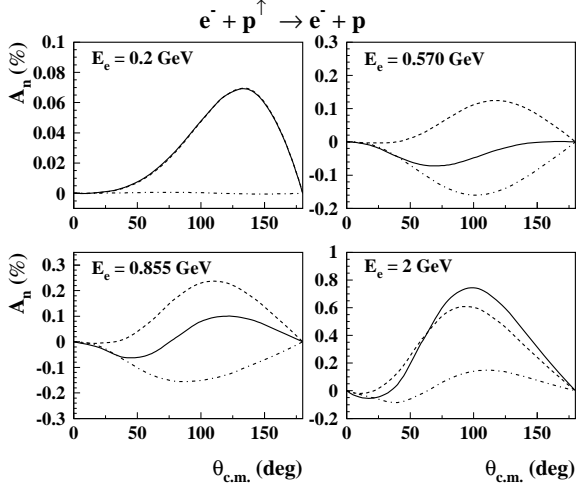 e⁻ + p↑ → e⁻ + p
Aₙ (%)
0.1
0.08
0.06
0.04
0.02
0
0 50 100 150
E_e = 0.2 GeV
0.3
0.2
0.1
0
-0.1
-0.2
0 50 100 150
E_e = 0.570 GeV
Aₙ (%)
0.3
0.2
0.1
0
-0.1
-0.2
-0.3
0 50 100 150
E_e = 0.855 GeV
θ_c.m. (deg)
1
0.8
0.6
0.4
0.2
0
-0.2
0 50 100 150
E_e = 2 GeV
θ_c.m. (deg)